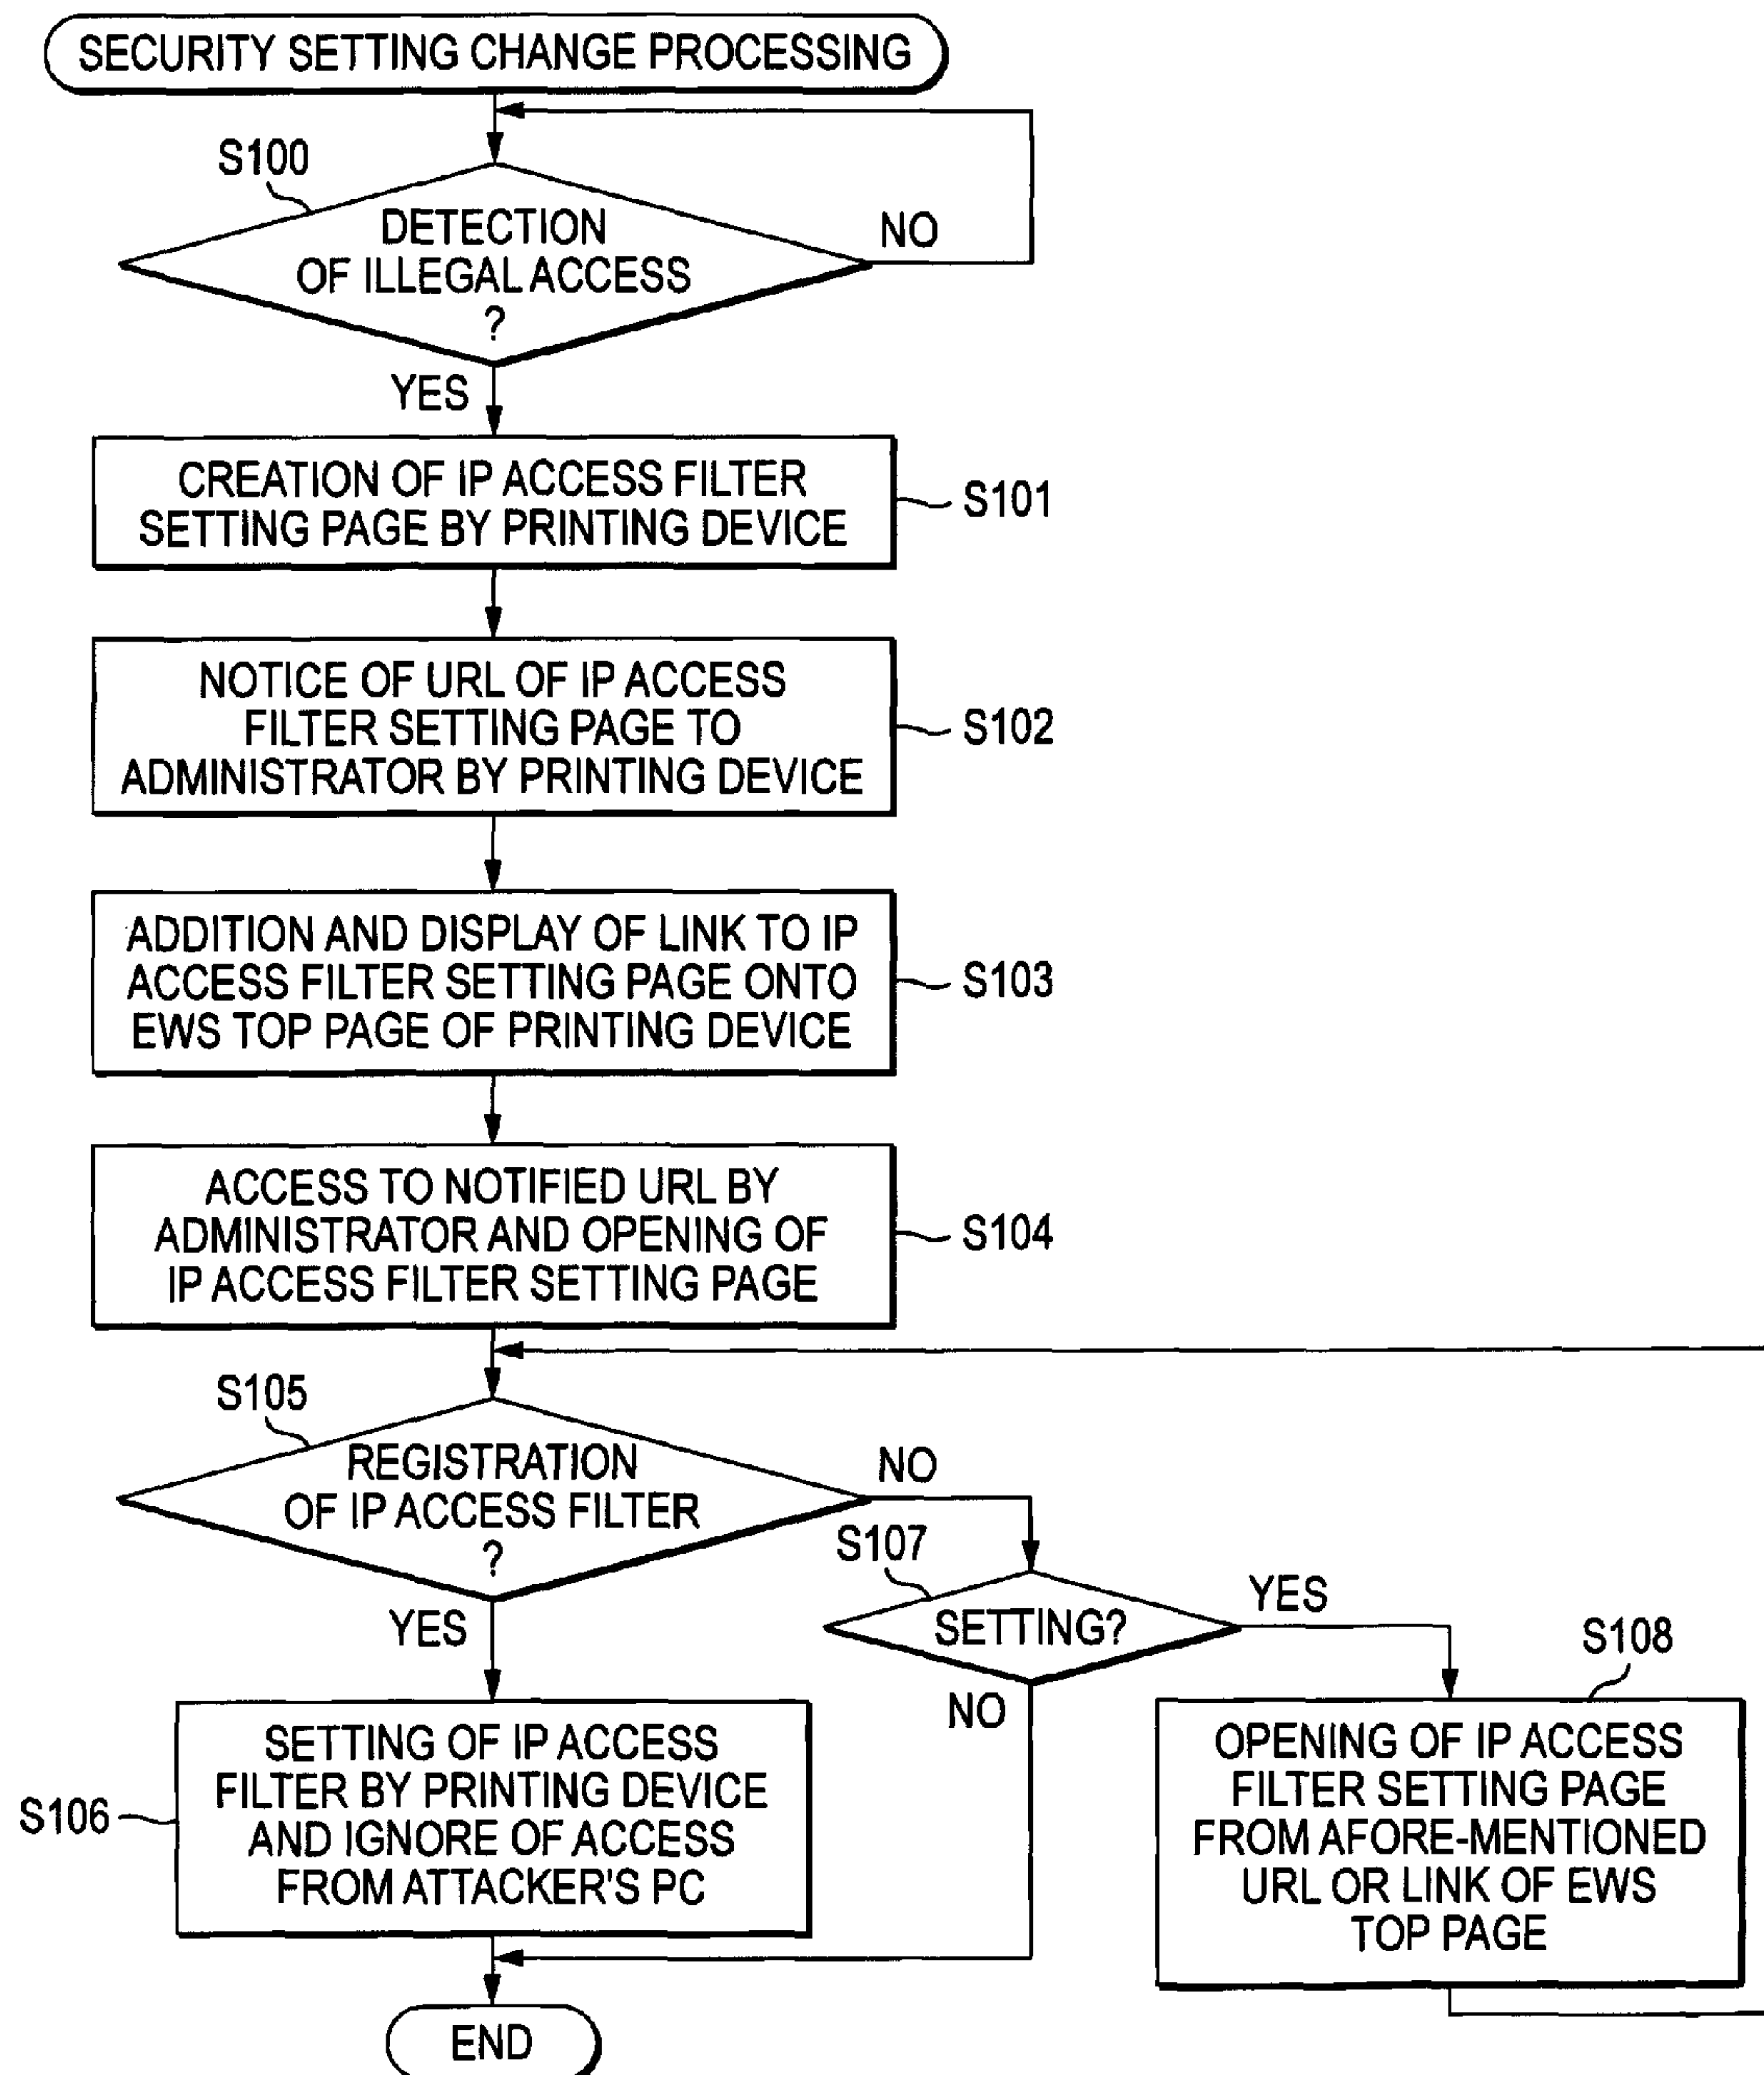 SECURITY SETTING CHANGE PROCESSING
S100
DETECTION
OF ILLEGAL ACCESS
?
NO
YES
CREATION OF IP ACCESS FILTER
SETTING PAGE BY PRINTING DEVICE
S101
NOTICE OF URL OF IP ACCESS
FILTER SETTING PAGE TO
ADMINISTRATOR BY PRINTING DEVICE
S102
ADDITION AND DISPLAY OF LINK TO IP
ACCESS FILTER SETTING PAGE ONTO
EWS TOP PAGE OF PRINTING DEVICE
S103
ACCESS TO NOTIFIED URL BY
ADMINISTRATOR AND OPENING OF
IP ACCESS FILTER SETTING PAGE
S104
S105
REGISTRATION
OF IP ACCESS FILTER
?
NO
YES
S107
SETTING?
YES
NO
S108
OPENING OF IP ACCESS
FILTER SETTING PAGE
FROM AFORE-MENTIONED
URL OR LINK OF EWS
TOP PAGE
SETTING OF IP ACCESS
FILTER BY PRINTING DEVICE
AND IGNORE OF ACCESS
FROM ATTACKER'S PC
S106
END